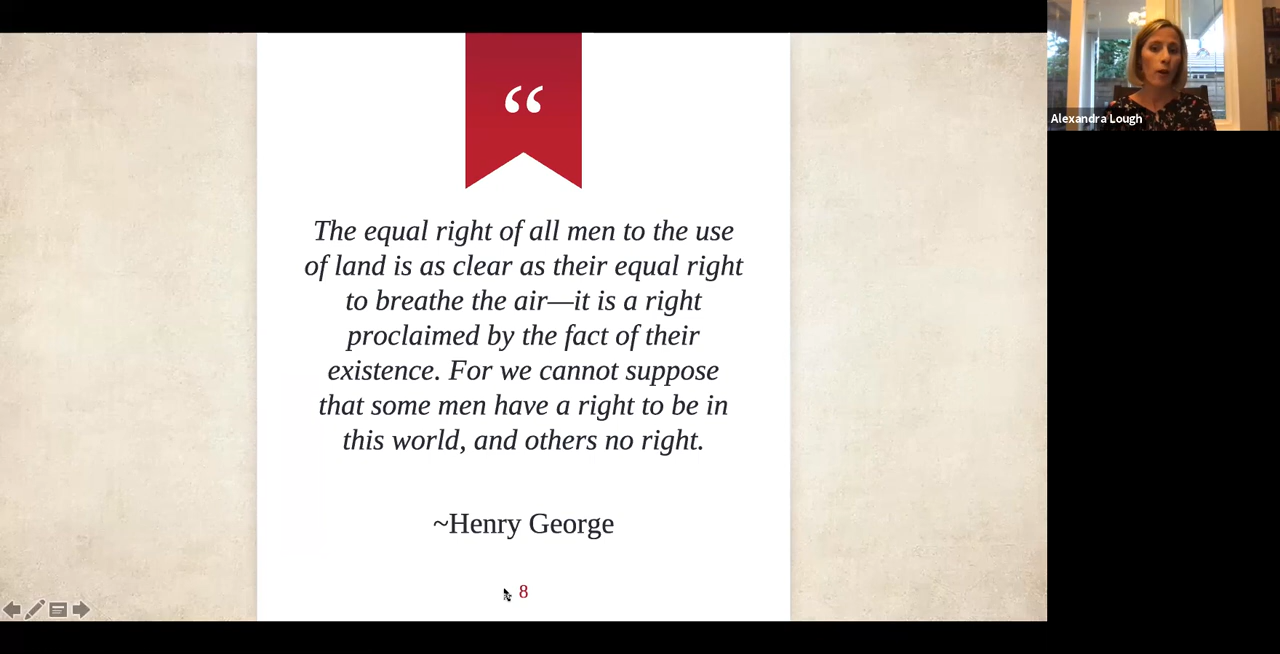 “
The equal right of all men to the use
of land is as clear as their equal right
to breathe the air—it is a right
proclaimed by the fact of their
existence. For we cannot suppose
that some men have a right to be in
this world, and others no right.
~Henry George
8
Alexandra Lough